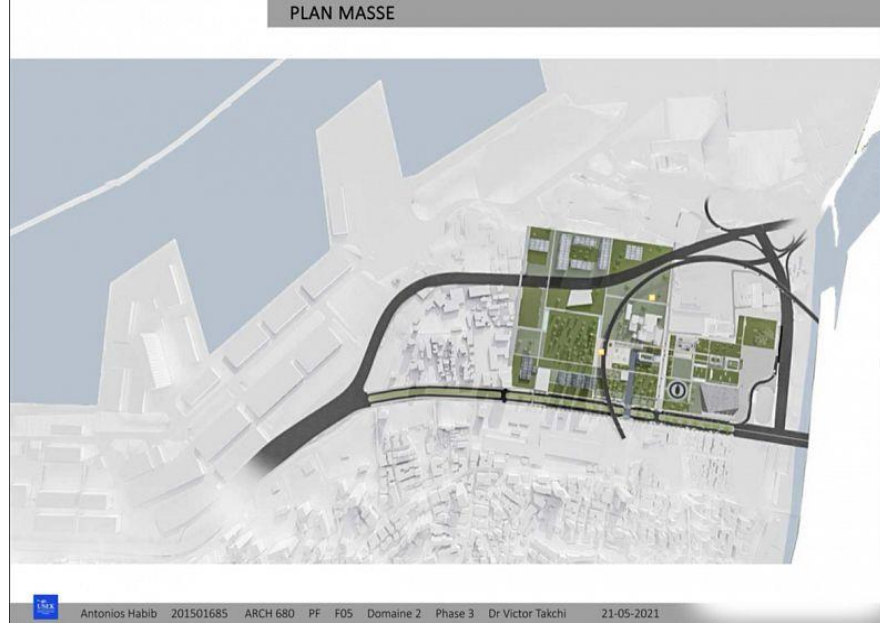 PLAN MASSE
USEK
Antonios Habib 201501685 ARCH 680 PF F05 Domaine 2 Phase 3 Dr Victor Takchi 21-05-2021